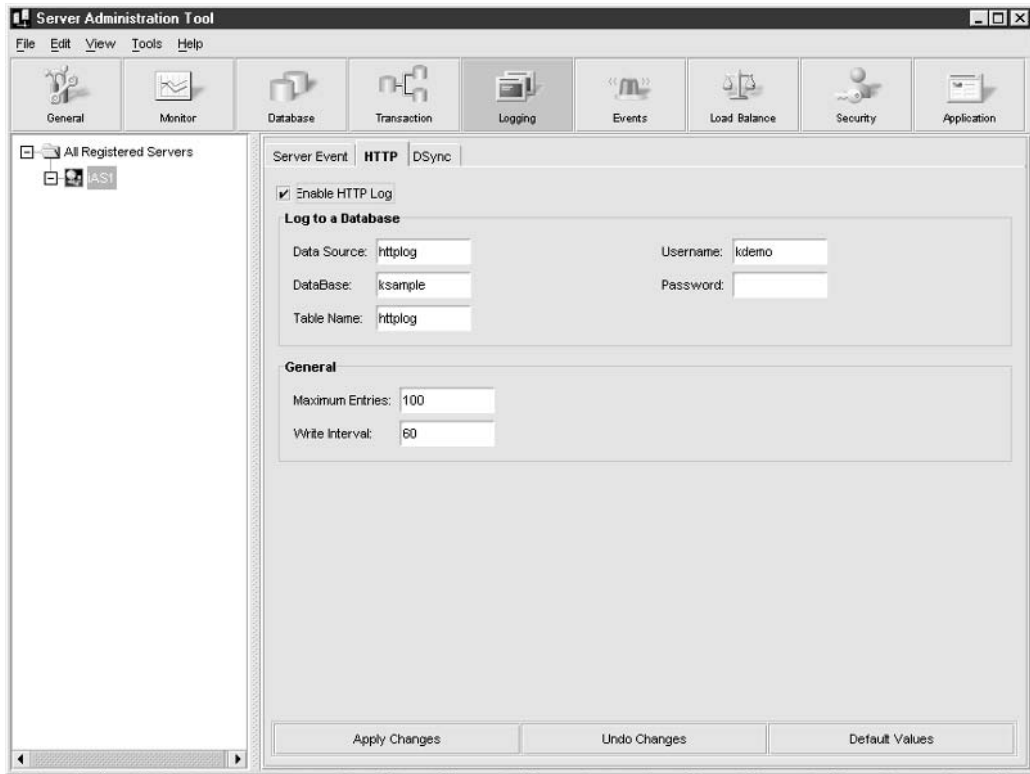 Server Administration Tool
File Edit View Tools Help
General Monitor Database Transaction Logging Events Load Balance Security Application
All Registered Servers
iAS1
Server Event HTTP DSync
Enable HTTP Log
Log to a Database
Data Source: httplog Username: kdemo
DataBase: ksample Password:
Table Name: httplog
General
Maximum Entries: 100
Write Interval: 60
Apply Changes Undo Changes Default Values